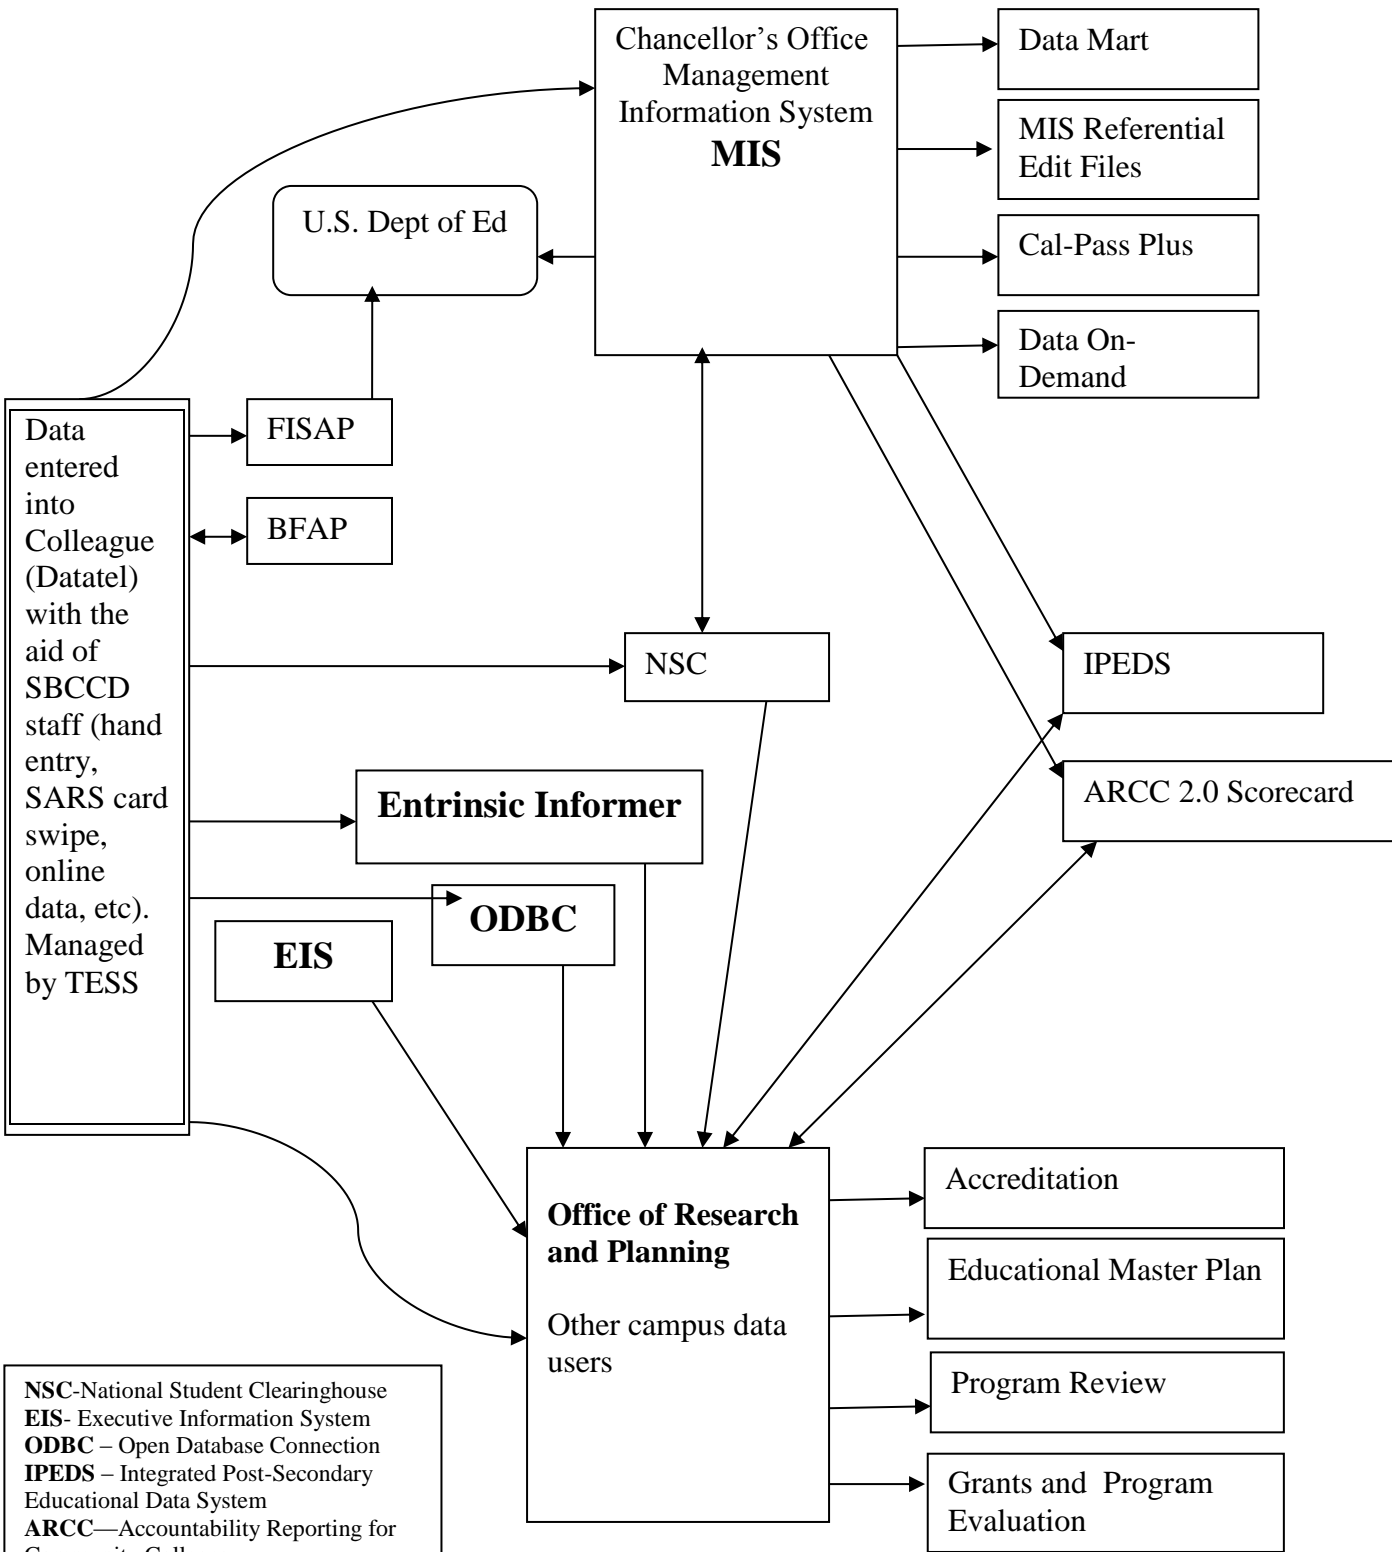 Chancellor's Office
Management
Information System
MIS
Data Mart
MIS Referential
Edit Files
Cal-Pass Plus
Data On-
Demand
U.S. Dept of Ed
Data
entered
into
Colleague
(Datatel)
with the
aid of
SBCCD
staff (hand
entry,
SARS card
swipe,
online
data, etc).
Managed
by TESS
FISAP
BFAP
NSC
IPEDS
ARCC 2.0 Scorecard
Entrinsic Informer
ODBC
EIS
Office of Research
and Planning
Other campus data
users
Accreditation
Educational Master Plan
Program Review
Grants and  Program
Evaluation
NSC-National Student Clearinghouse
EIS- Executive Information System
ODBC – Open Database Connection
IPEDS – Integrated Post-Secondary
Educational Data System
ARCC—Accountability Reporting for